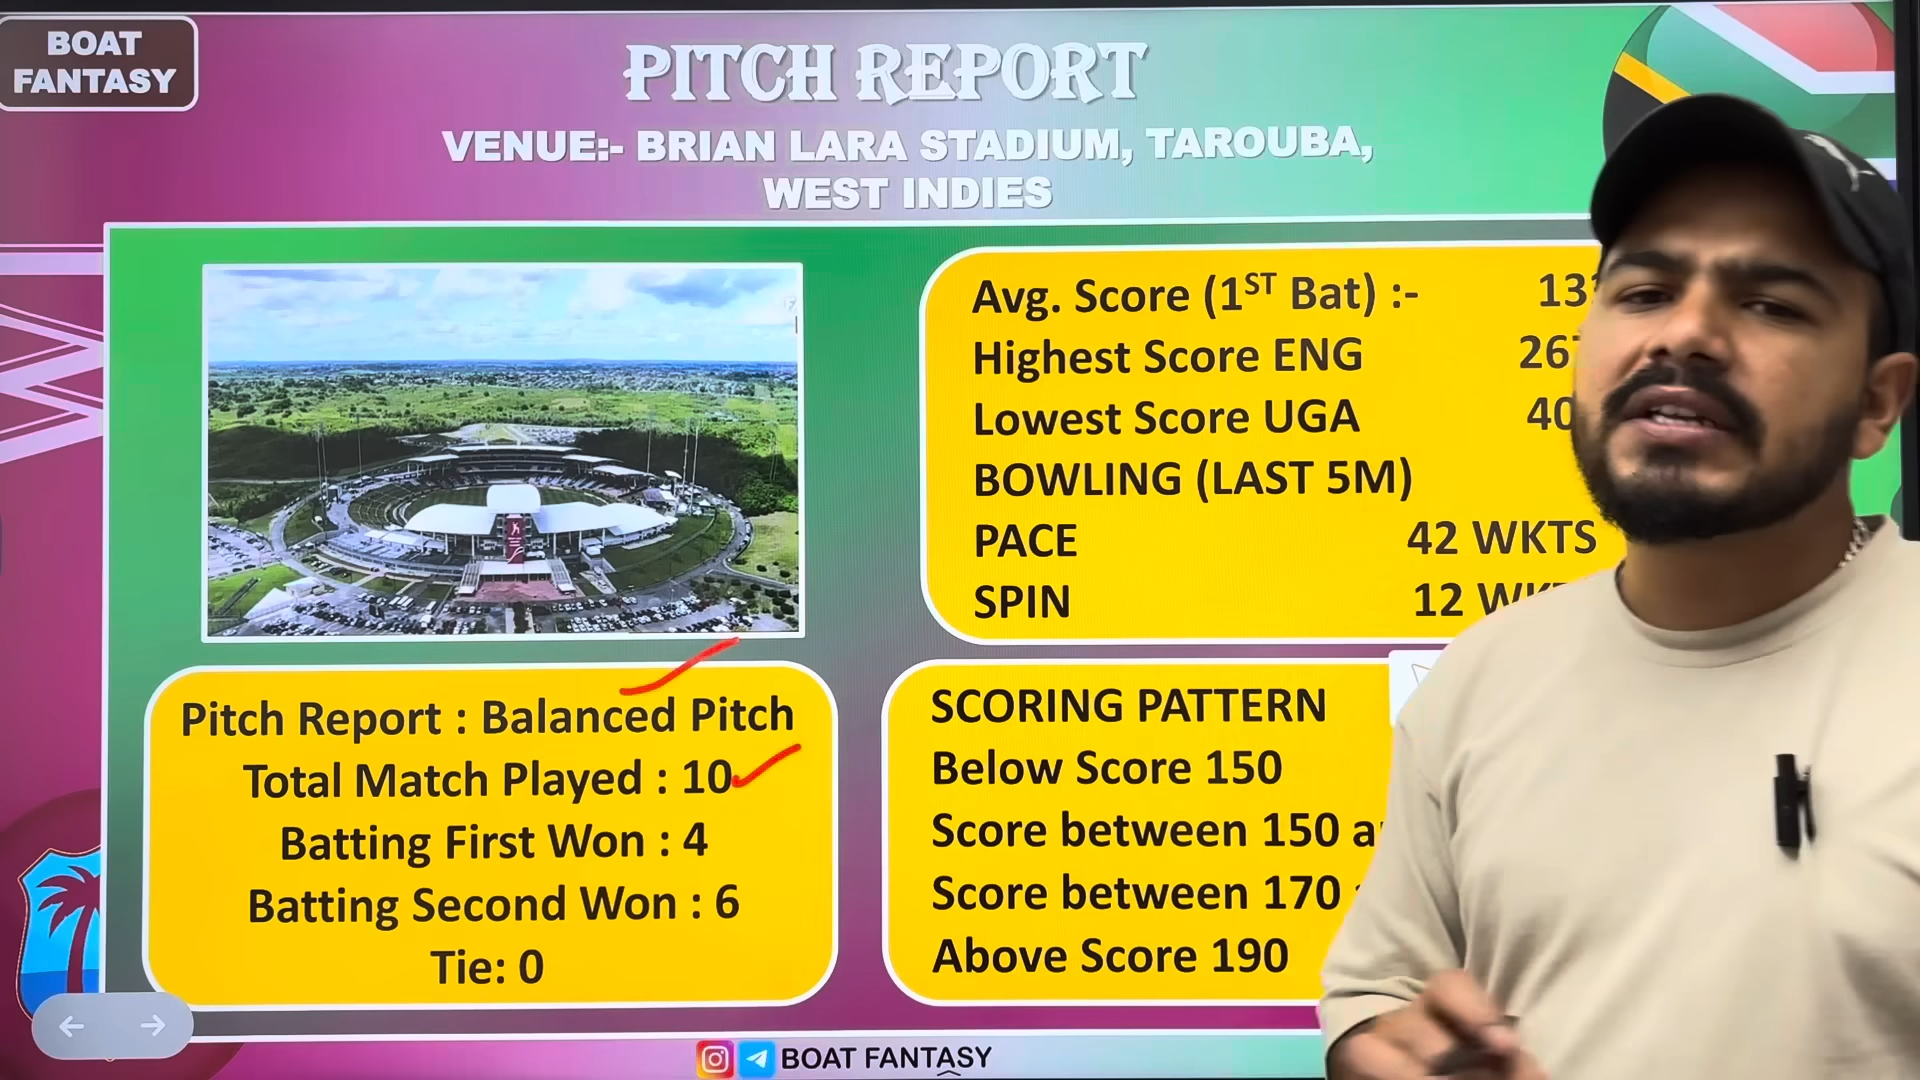 BOAT
FANTASY
PITCH REPORT
VENUE:- BRIAN LARA STADIUM, TAROUBA,
WEST INDIES
Avg. Score (1ST Bat) :-
Highest Score ENG
Lowest Score UGA
BOWLING (LAST 5M)
PACE 42 WKTS
SPIN 12
Pitch Report : Balanced Pitch
Total Match Played : 10
Batting First Won : 4
Batting Second Won : 6
Tie: 0
SCORING PATTERN
Below Score 150
Score between 150
Score between 170
Above Score 190
BOAT FANTASY